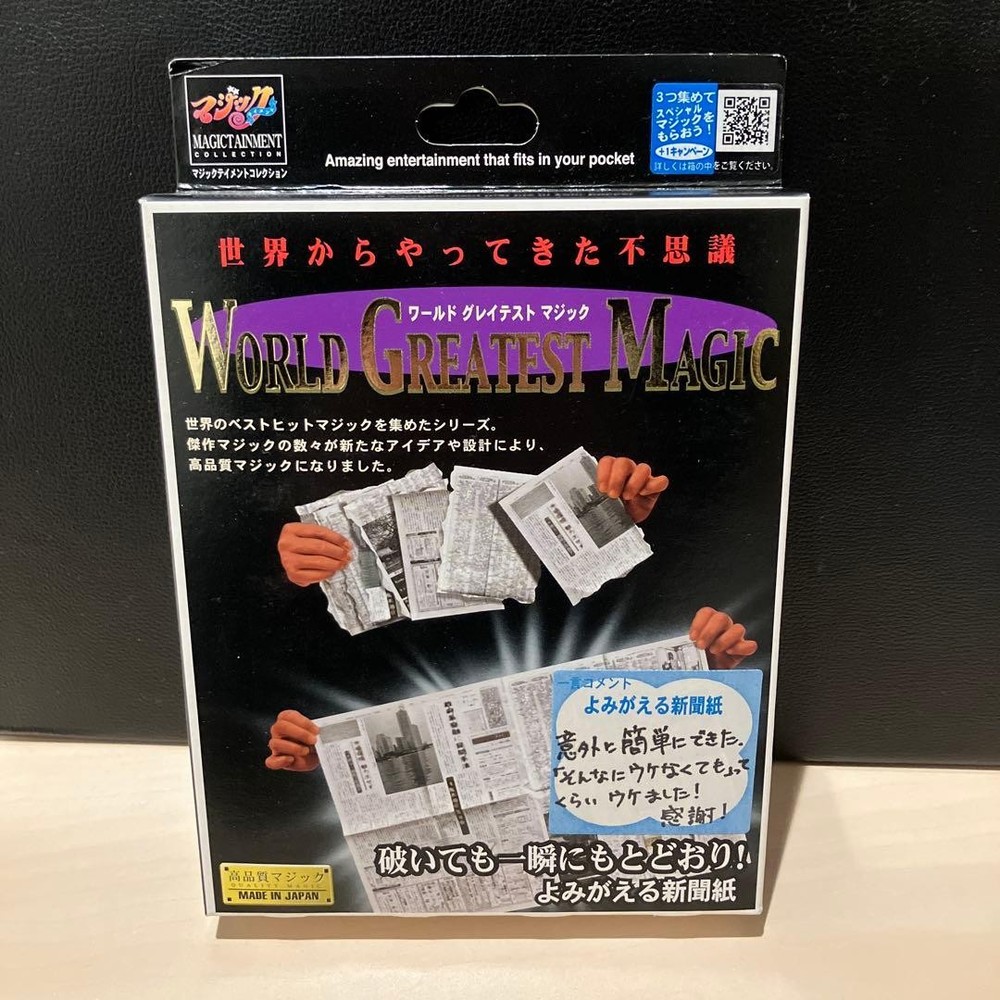 マジック
MAGICTAINMENT
COLLECTION
マジックテイメントコレクション
Amazing entertainment that fits in your pocket
3つ集めて
スペシャル
マジックを
もらおう!
+1キャンペーン
詳しくは箱の中をご覧ください。
世界からやってきた不思議
ワールド グレイテスト マジック
WORLD GREATEST MAGIC
世界のベストヒットマジックを集めたシリーズ。
傑作マジックの数々が新たなアイデアや設計により、
高品質マジックになりました。
一言コメント
よみがえる新聞紙
意外と簡単にできた。
「そんなにウケなくても」って
くらい ウケました!
感謝!
破いても一瞬にもとどおり!
よみがえる新聞紙
高品質マジック
QUALITY MAGIC
MADE IN JAPAN